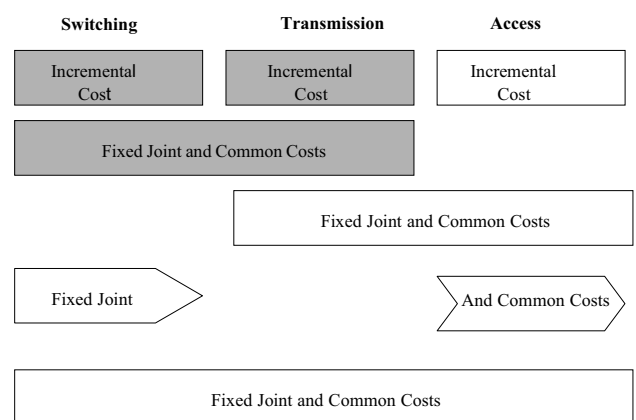 Switching Transmission Access
Incremental Incremental Incremental
Cost Cost Cost
Fixed Joint and Common Costs
Fixed Joint and Common Costs
Fixed Joint And Common Costs
Fixed Joint and Common Costs